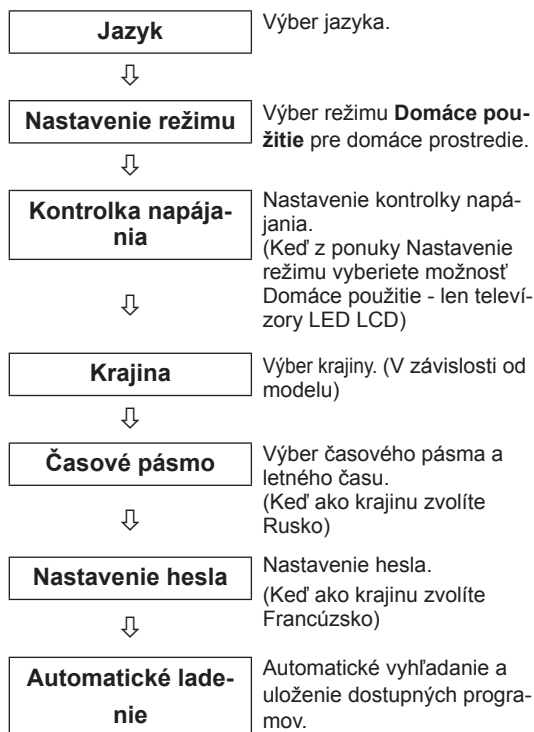 Jazyk
Výber jazyka.
Nastavenie režimu
Výber režimu Domáce pou-
žitie pre domáce prostredie.
Kontrolka napája-
nia
Nastavenie kontrolky napá-
jania.
(Keď z ponuky Nastavenie
režimu vyberiete možnosť
Domáce použitie - len televí-
zory LED LCD)
Krajina
Výber krajiny. (V závislosti od
modelu)
Časové pásmo
Výber časového pásma a
letného času.
(Keď ako krajinu zvolíte
Rusko)
Nastavenie hesla
Nastavenie hesla.
(Keď ako krajinu zvolíte
Francúzsko)
Automatické lade-
nie
Automatické vyhľadanie a
uloženie dostupných progra-
mov.